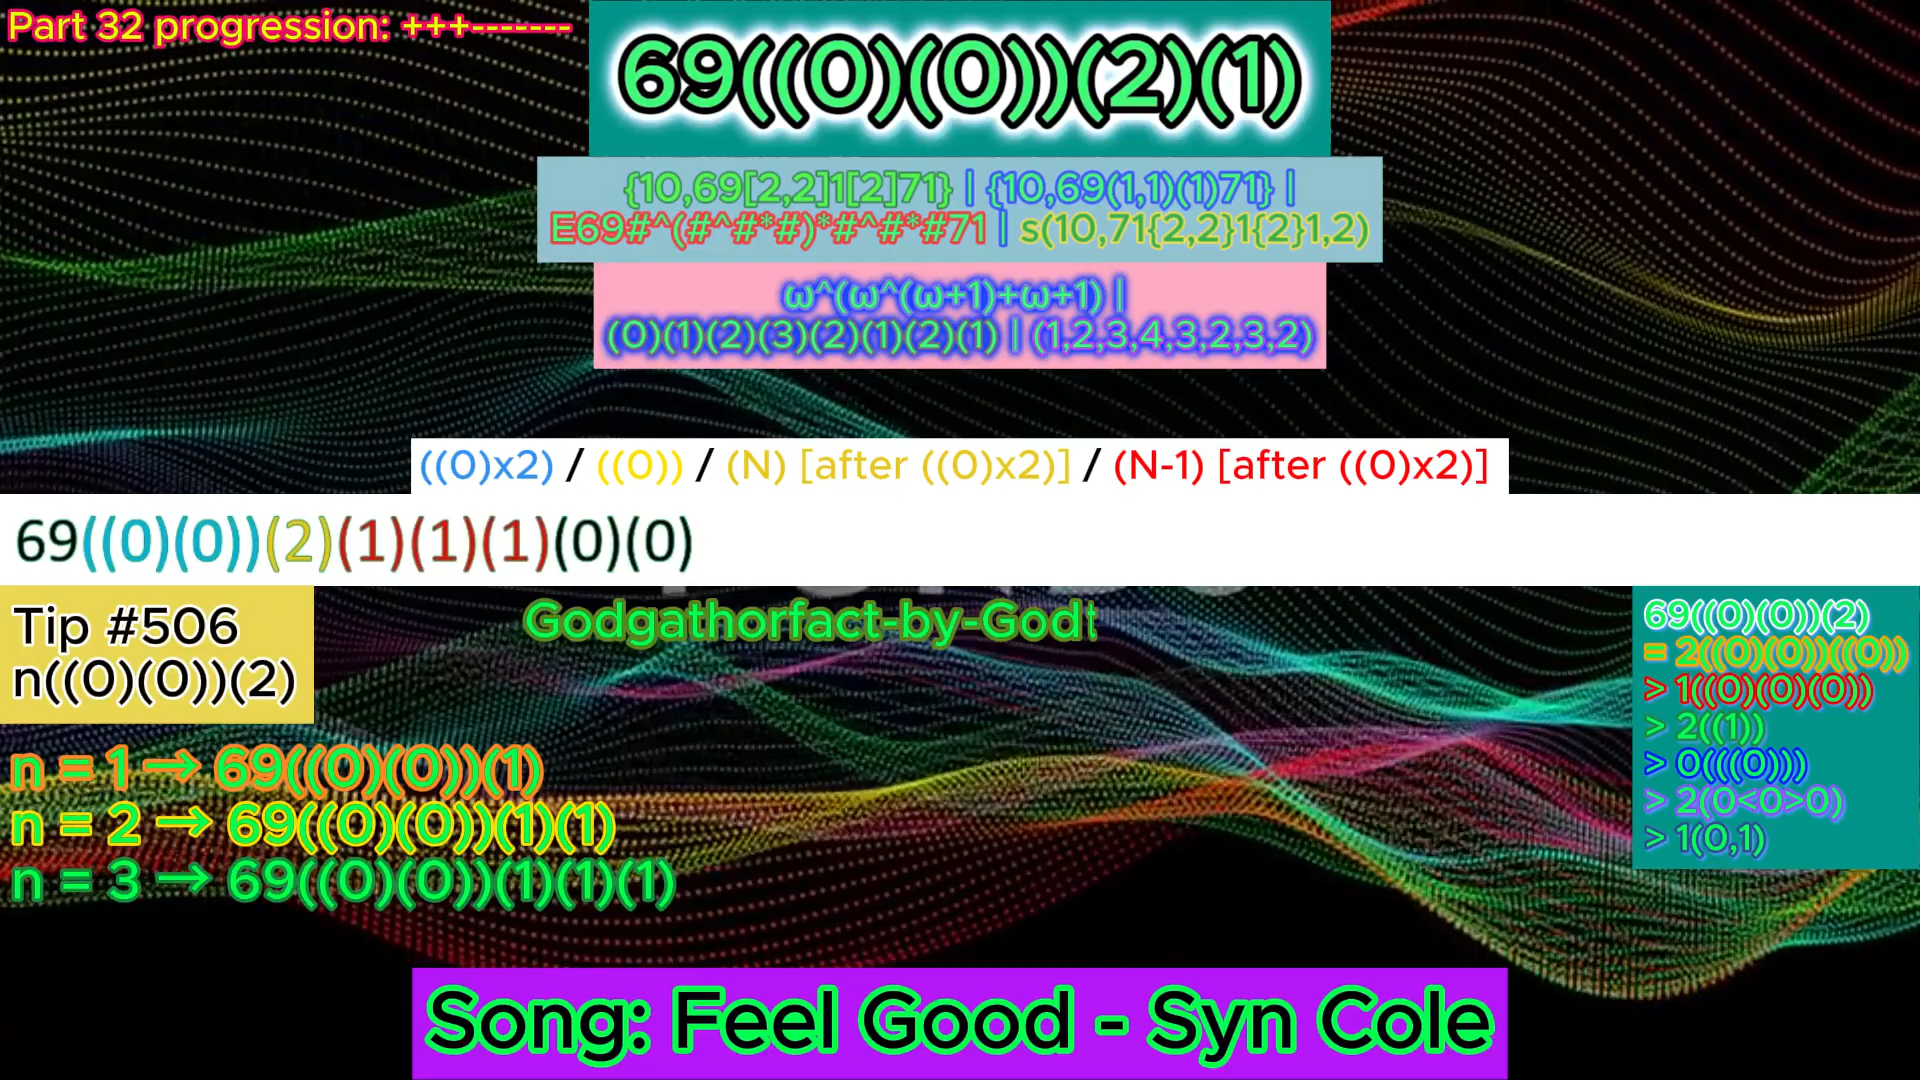 Part 32 progression: +++-------
69((0)(0))(2)(1)
{10,69[2,2]1[2]71} | {10,69(1,1)(1)71} |
E69#^(#^#*#)*#^#*#71 | s(10,71{2,2}1{2}1,2)
ω^(ω^(ω+1)+ω+1) |
(0)(1)(2)(3)(2)(1)(2)(1) | (1,2,3,4,3,2,3,2)
((0)x2) / ((0)) / (N) [after ((0)x2)] / (N-1) [after ((0)x2)]
69((0)(0))(2)(1)(1)(1)(0)(0)
Tip #506
n((0)(0))(2)
Godgathorfact-by-Godt
n = 1 → 69((0)(0))(1)
n = 2 → 69((0)(0))(1)(1)
n = 3 → 69((0)(0))(1)(1)(1)
69((0)(0))(2)
= 2((0)(0))((0))
> 1((0)(0)(0))
> 2((1))
> 0(((0)))
> 2(0<0>0)
> 1(0,1)
Song: Feel Good - Syn Cole